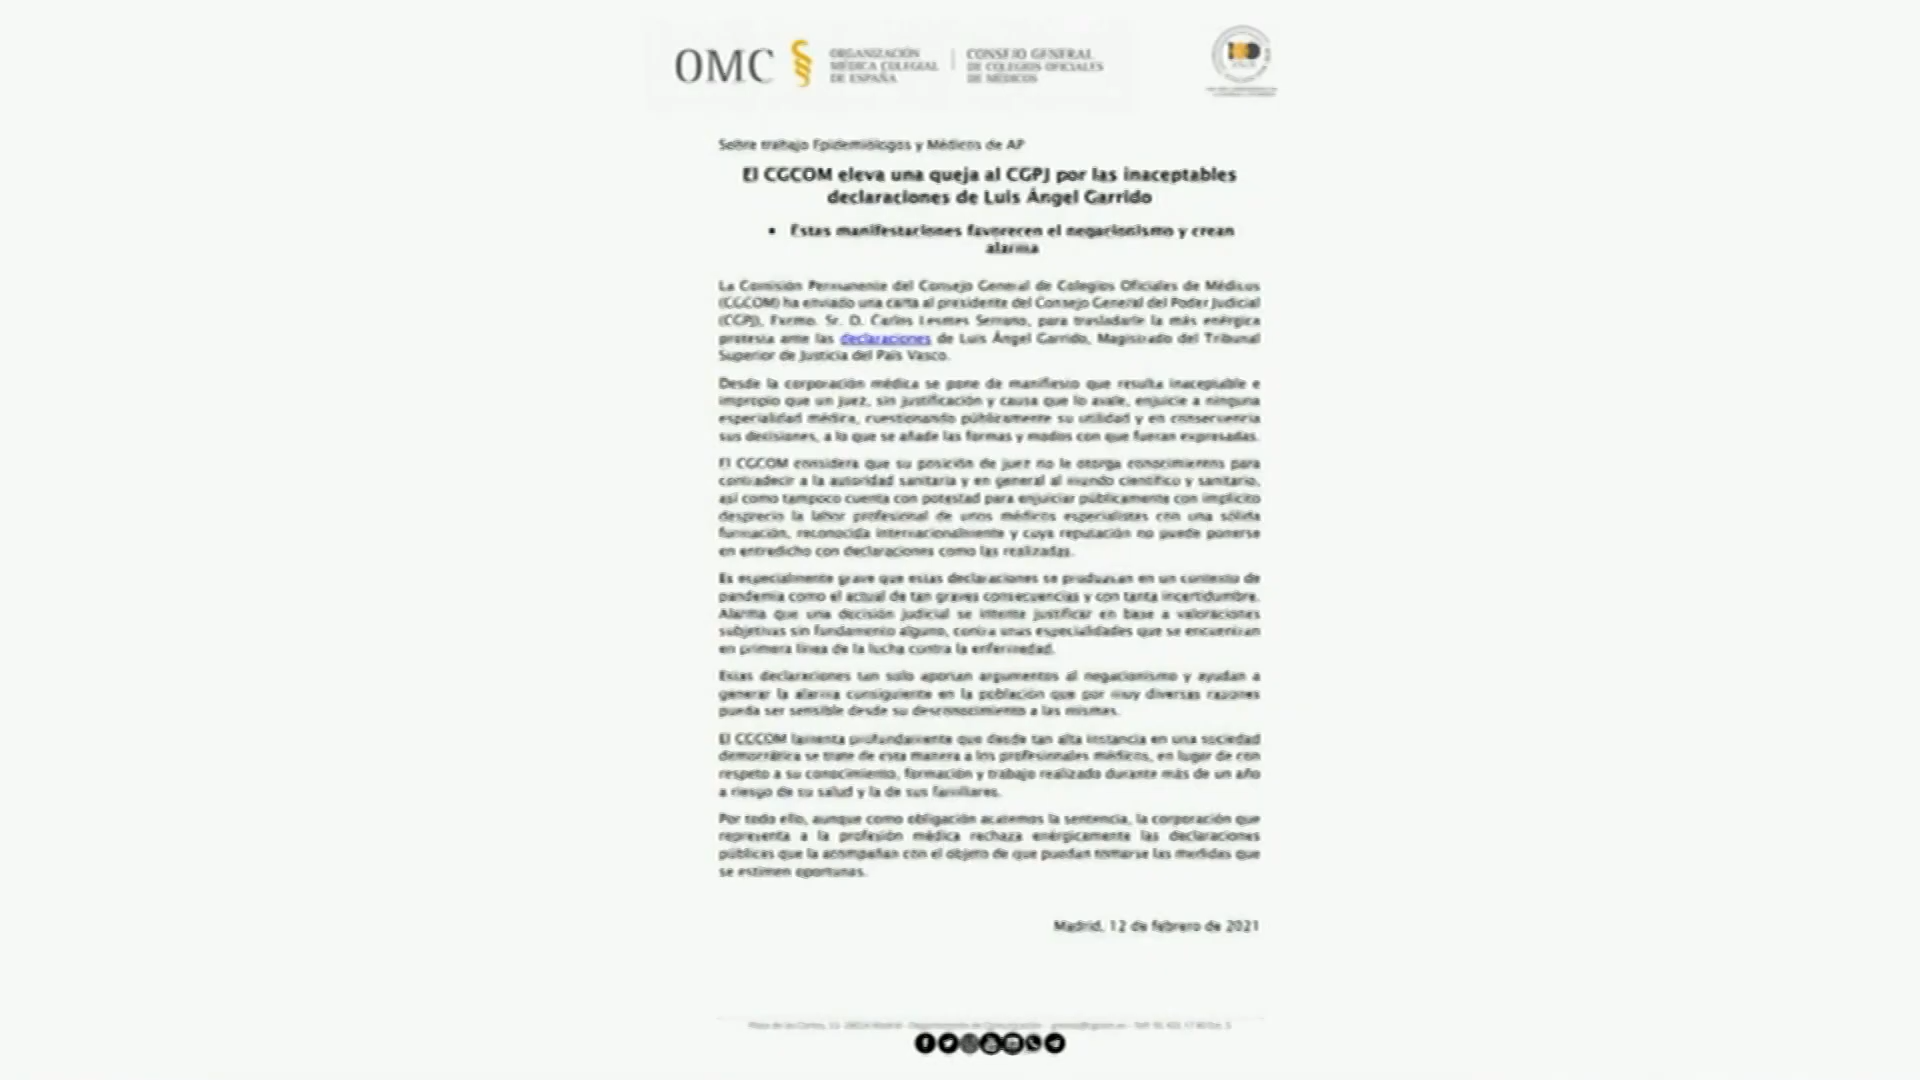 OMC
ORGANIZACIÓN
MÉDICA COLEGIAL
DE ESPAÑA
CONSEJO GENERAL
DE COLEGIOS OFICIALES
DE MÉDICOS
Sobre trabajo Epidemiólogos y Médicos de AP
El CGCOM eleva una queja al CGPJ por las inaceptables
declaraciones de Luis Ángel Garrido
• Estas manifestaciones favorecen el negacionismo y crean
alarma
La Comisión Permanente del Consejo General de Colegios Oficiales de Médicos
(CGCOM) ha enviado una carta al presidente del Consejo General del Poder Judicial
(CGPJ), Excmo. Sr. D. Carlos Lesmes Serrano, para trasladarle la más enérgica
protesta ante las declaraciones de Luis Ángel Garrido, Magistrado del Tribunal
Superior de Justicia del País Vasco.
Desde la corporación médica se pone de manifiesto que resulta inaceptable e
impropio que un juez, sin justificación y causa que lo avale, enjuicie a ninguna
especialidad médica, cuestionando públicamente su utilidad y en consecuencia
sus decisiones, a lo que se añade las formas y modos con que fueran expresadas.
El CGCOM considera que su posición de juez no le otorga conocimientos para
contradecir a la autoridad sanitaria y en general al mundo científico y sanitario,
así como tampoco cuenta con potestad para enjuiciar públicamente con implícito
desprecio la labor profesional de unos médicos especialistas con una sólida
formación, reconocida internacionalmente y cuya reputación no puede ponerse
en entredicho con declaraciones como las realizadas.
Es especialmente grave que estas declaraciones se produzcan en un contexto de
pandemia como el actual de tan graves consecuencias y con tanta incertidumbre.
Alarma que una decisión judicial se intente justificar en base a valoraciones
subjetivas sin fundamento alguno, contra unas especialidades que se encuentran
en primera línea de la lucha contra la enfermedad.
Estas declaraciones tan solo aportan argumentos al negacionismo y ayudan a
generar la alarma consiguiente en la población que por muy diversas razones
pueda ser sensible desde su desconocimiento a las mismas.
El CGCOM lamenta profundamente que desde tan alta instancia en una sociedad
democrática se trate de esta manera a los profesionales médicos, en lugar de con
respeto a su conocimiento, formación y trabajo realizado durante más de un año
a riesgo de su salud y la de sus familiares.
Por todo ello, aunque como obligación acatemos la sentencia, la corporación que
representa a la profesión médica rechaza enérgicamente las declaraciones
públicas que la acompañan con el objeto de que puedan tomarse las medidas que
se estimen oportunas.
Madrid, 12 de febrero de 2021